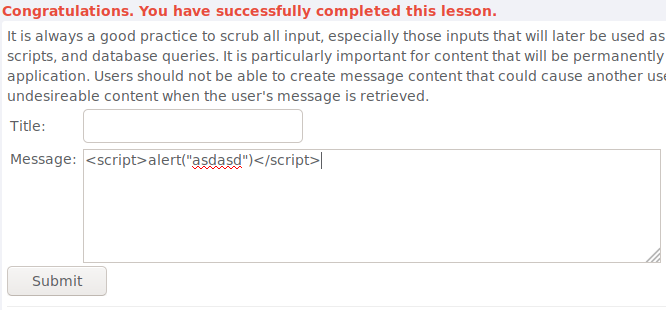 Congratulations. You have successfully completed this lesson.
It is always a good practice to scrub all input, especially those inputs that will later be used as
scripts, and database queries. It is particularly important for content that will be permanently
application. Users should not be able to create message content that could cause another use
undesireable content when the user's message is retrieved.
Title:
Message: <script>alert("asdasd")</script>
Submit